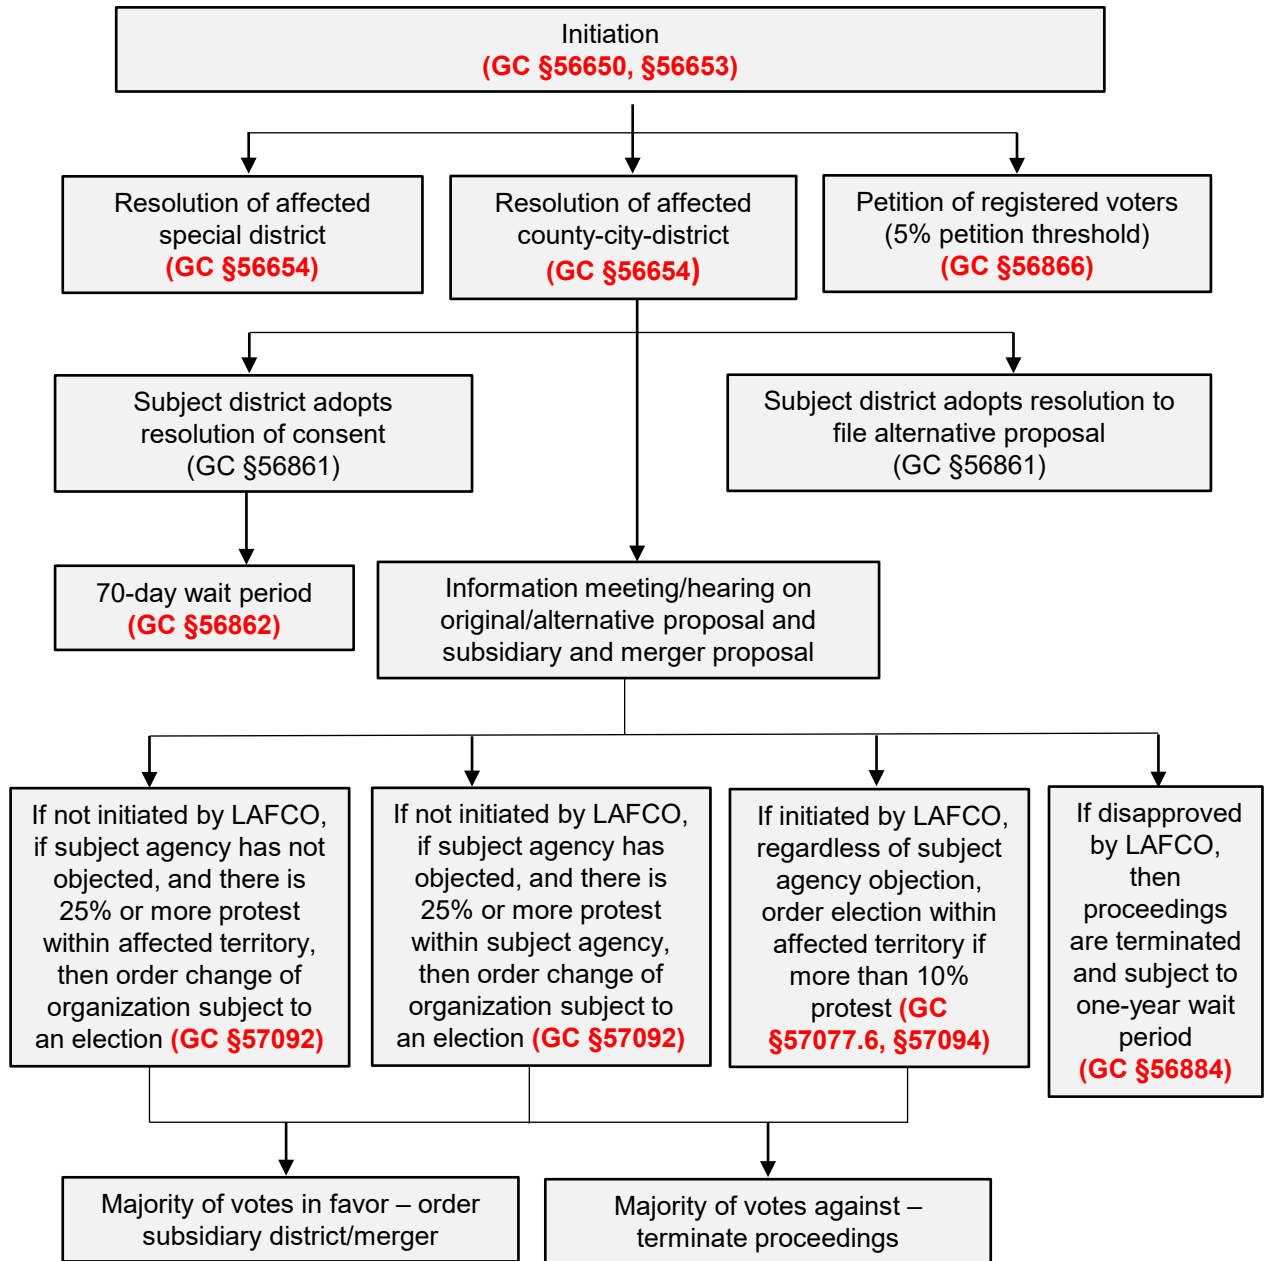 Initiation
(GC §56650, §56653)
Resolution of affected
special district
(GC §56654)
Resolution of affected
county-city-district
(GC §56654)
Petition of registered voters
(5% petition threshold)
(GC §56866)
Subject district adopts
resolution of consent
(GC §56861)
Subject district adopts resolution to
file alternative proposal
(GC §56861)
70-day wait period
(GC §56862)
Information meeting/hearing on
original/alternative proposal and
subsidiary and merger proposal
If not initiated by LAFCO,
if subject agency has not
objected, and there is
25% or more protest
within affected territory,
then order change of
organization subject to
an election (GC §57092)
If not initiated by LAFCO,
if subject agency has
objected, and there is
25% or more protest
within subject agency,
then order change of
organization subject to
an election (GC §57092)
If initiated by LAFCO,
regardless of subject
agency objection,
order election within
affected territory if
more than 10%
protest (GC
§57077.6, §57094)
If disapproved
by LAFCO,
then
proceedings
are terminated
and subject to
one-year wait
period
(GC §56884)
Majority of votes in favor – order
subsidiary district/merger
Majority of votes against –
terminate proceedings